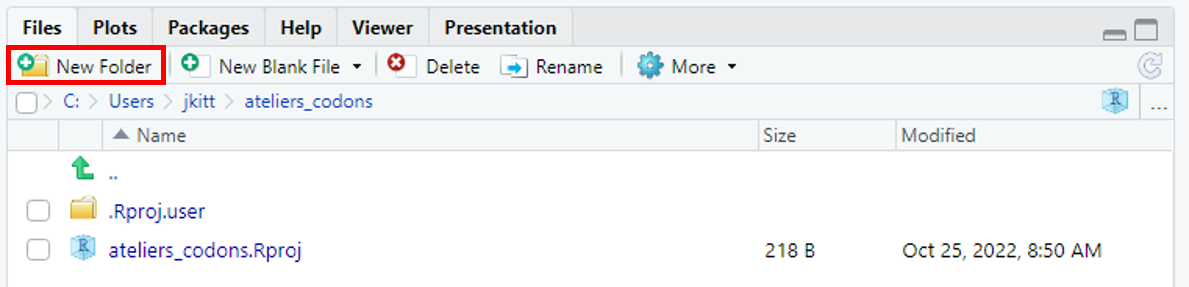 Files Plots Packages Help Viewer Presentation
New Folder New Blank File Delete Rename More
C: Users jkitt ateliers_codons R ...
Name Size Modified
..
.Rproj.user
R ateliers_codons.Rproj 218 B Oct 25, 2022, 8:50 AM